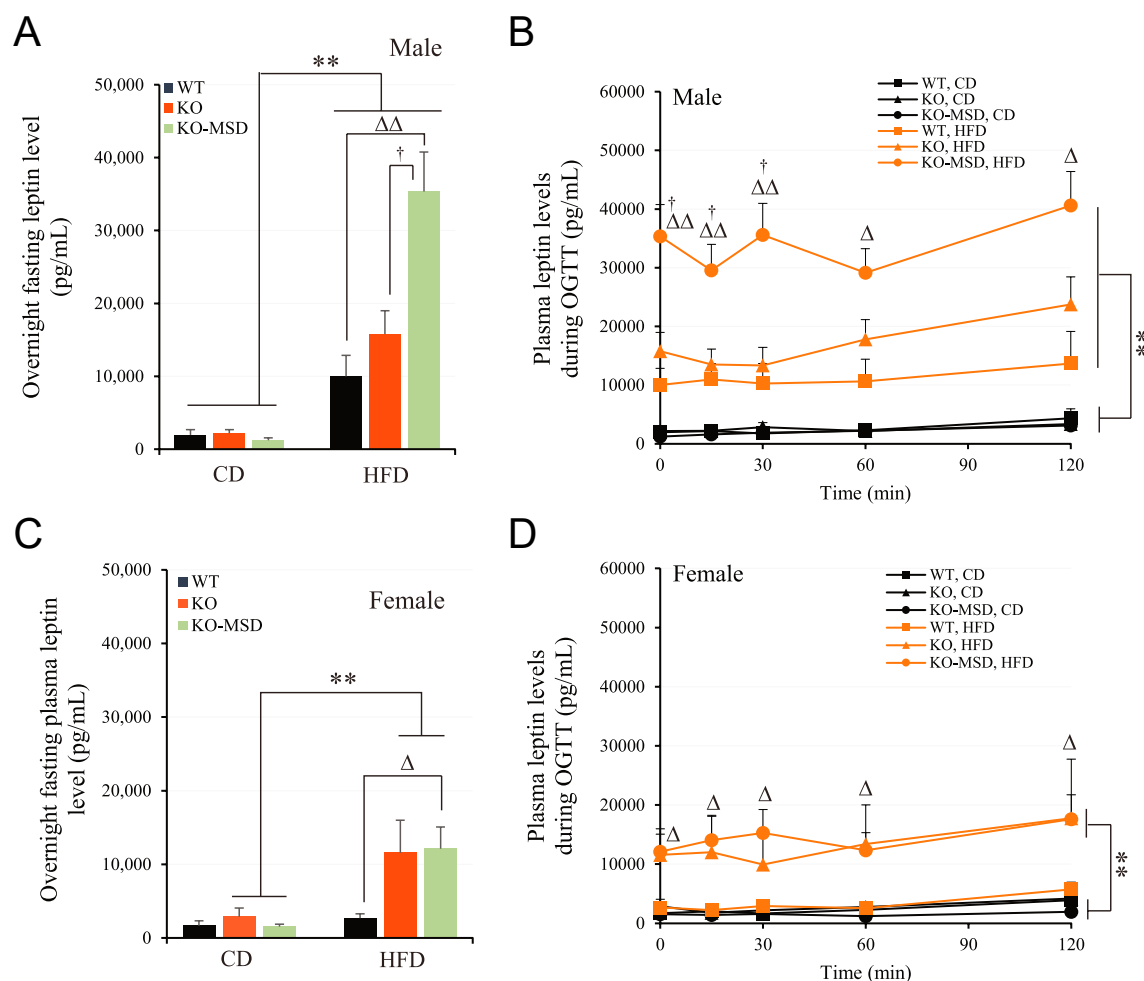 A
Male
**
50,000
WT
KO
KO-MSD
ΔΔ
†
40,000
30,000
20,000
10,000
0
Overnight fasting leptin level
(pg/mL)
CD
HFD
B
Male
WT, CD
KO, CD
KO-MSD, CD
WT, HFD
KO, HFD
KO-MSD, HFD
60000
50000
40000
30000
20000
10000
0
Plasma leptin levels
during OGTT (pg/mL)
†
ΔΔ
†
ΔΔ
†
ΔΔ
Δ
Δ
**
0
30
60
90
120
Time (min)
C
Female
50,000
WT
KO
KO-MSD
40,000
30,000
20,000
10,000
0
**
Δ
Overnight fasting plasma leptin
level (pg/mL)
CD
HFD
D
Female
WT, CD
KO, CD
KO-MSD, CD
WT, HFD
KO, HFD
KO-MSD, HFD
60000
50000
40000
30000
20000
10000
0
Plasma leptin levels
during OGTT (pg/mL)
Δ
Δ
Δ
Δ
Δ
**
0
30
60
90
120
Time (min)